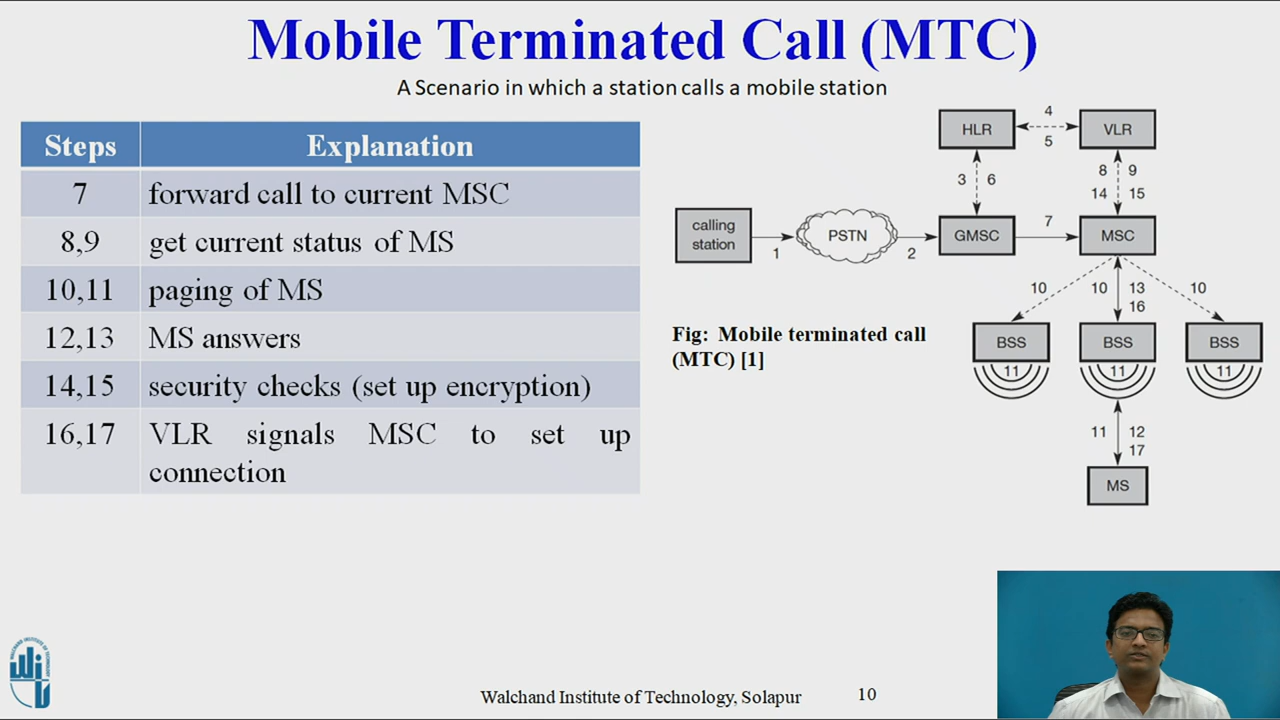 Mobile Terminated Call (MTC)
A Scenario in which a station calls a mobile station
Steps Explanation
7 forward call to current MSC
8,9 get current status of MS
10,11 paging of MS
12,13 MS answers
14,15 security checks (set up encryption)
16,17 VLR signals MSC to set up
connection
HLR 4 VLR
5
3 6 8 9
14 15
calling
station
1
PSTN
2
GMSC
7
MSC
10 10 13 10
16
BSS BSS BSS
11 11 11
11 12
17
MS
Fig: Mobile terminated call
(MTC) [1]
WALCHAND INSTITUTE OF TECHNOLOGY
WIT
Walchand Institute of Technology, Solapur 10